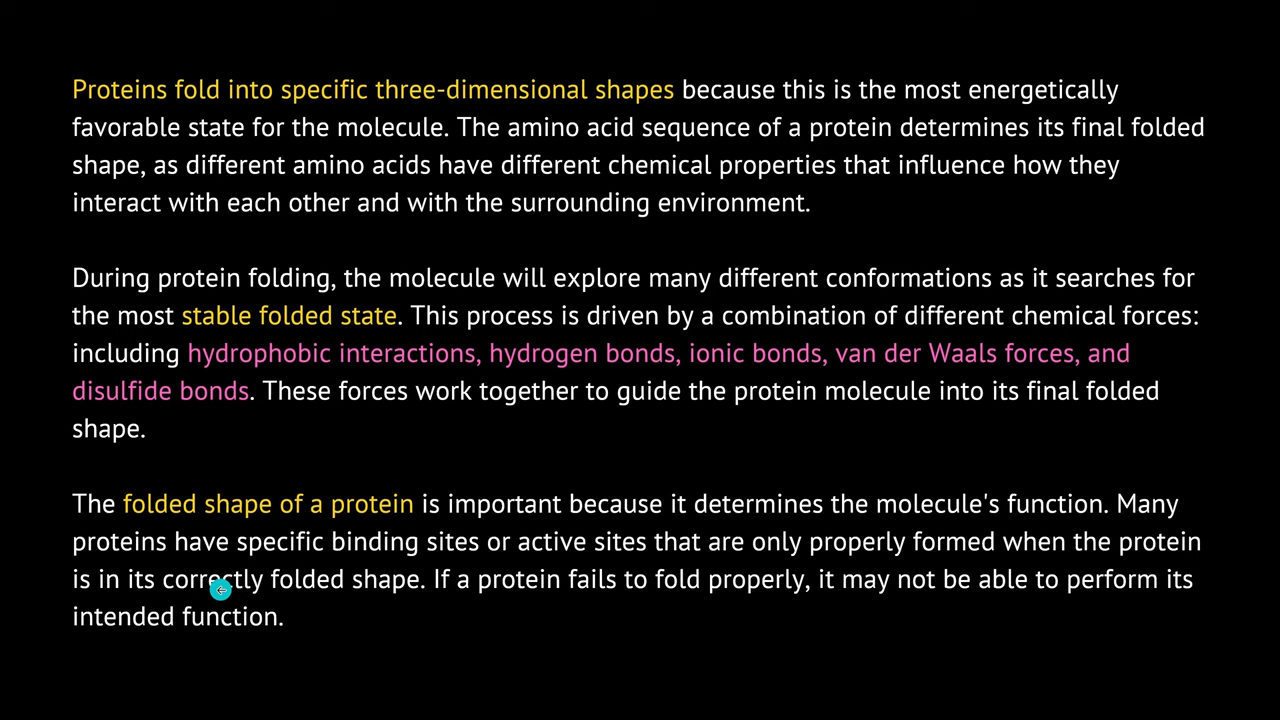 Proteins fold into specific three-dimensional shapes because this is the most energetically
favorable state for the molecule. The amino acid sequence of a protein determines its final folded
shape, as different amino acids have different chemical properties that influence how they
interact with each other and with the surrounding environment.
During protein folding, the molecule will explore many different conformations as it searches for
the most stable folded state. This process is driven by a combination of different chemical forces:
including hydrophobic interactions, hydrogen bonds, ionic bonds, van der Waals forces, and
disulfide bonds. These forces work together to guide the protein molecule into its final folded
shape.
The folded shape of a protein is important because it determines the molecule's function. Many
proteins have specific binding sites or active sites that are only properly formed when the protein
is in its correctly folded shape. If a protein fails to fold properly, it may not be able to perform its
intended function.